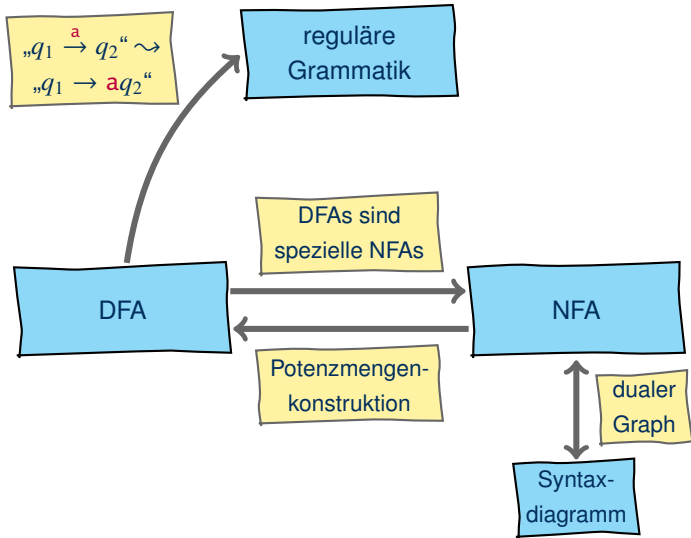 „q₁ →ᵃ q₂“ ⇝
„q₁ → aq₂“
reguläre
Grammatik
DFAs sind
spezielle NFAs
DFA
NFA
Potenzmengen-
konstruktion
dualer
Graph
Syntax-
diagramm